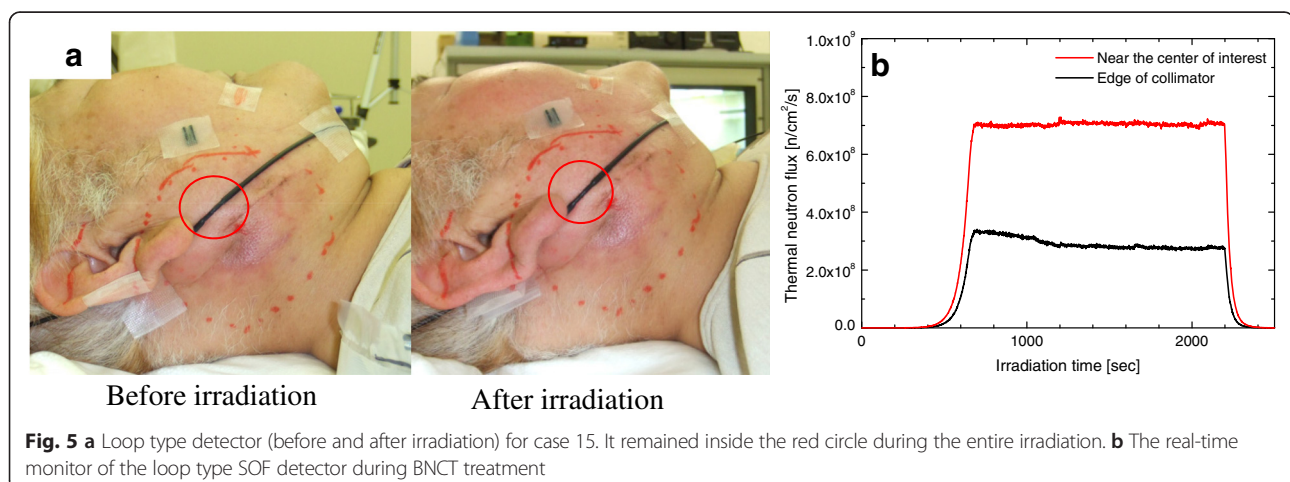 a
Before irradiation
After irradiation
b
1.0x10⁹
8.0x10⁸
6.0x10⁸
4.0x10⁸
2.0x10⁸
0.0
Thermal neutron flux [n/cm²/s]
Near the center of interest
Edge of collimator
0
1000
2000
Irradiation time [sec]
Fig. 5 a Loop type detector (before and after irradiation) for case 15. It remained inside the red circle during the entire irradiation. b The real-time
monitor of the loop type SOF detector during BNCT treatment